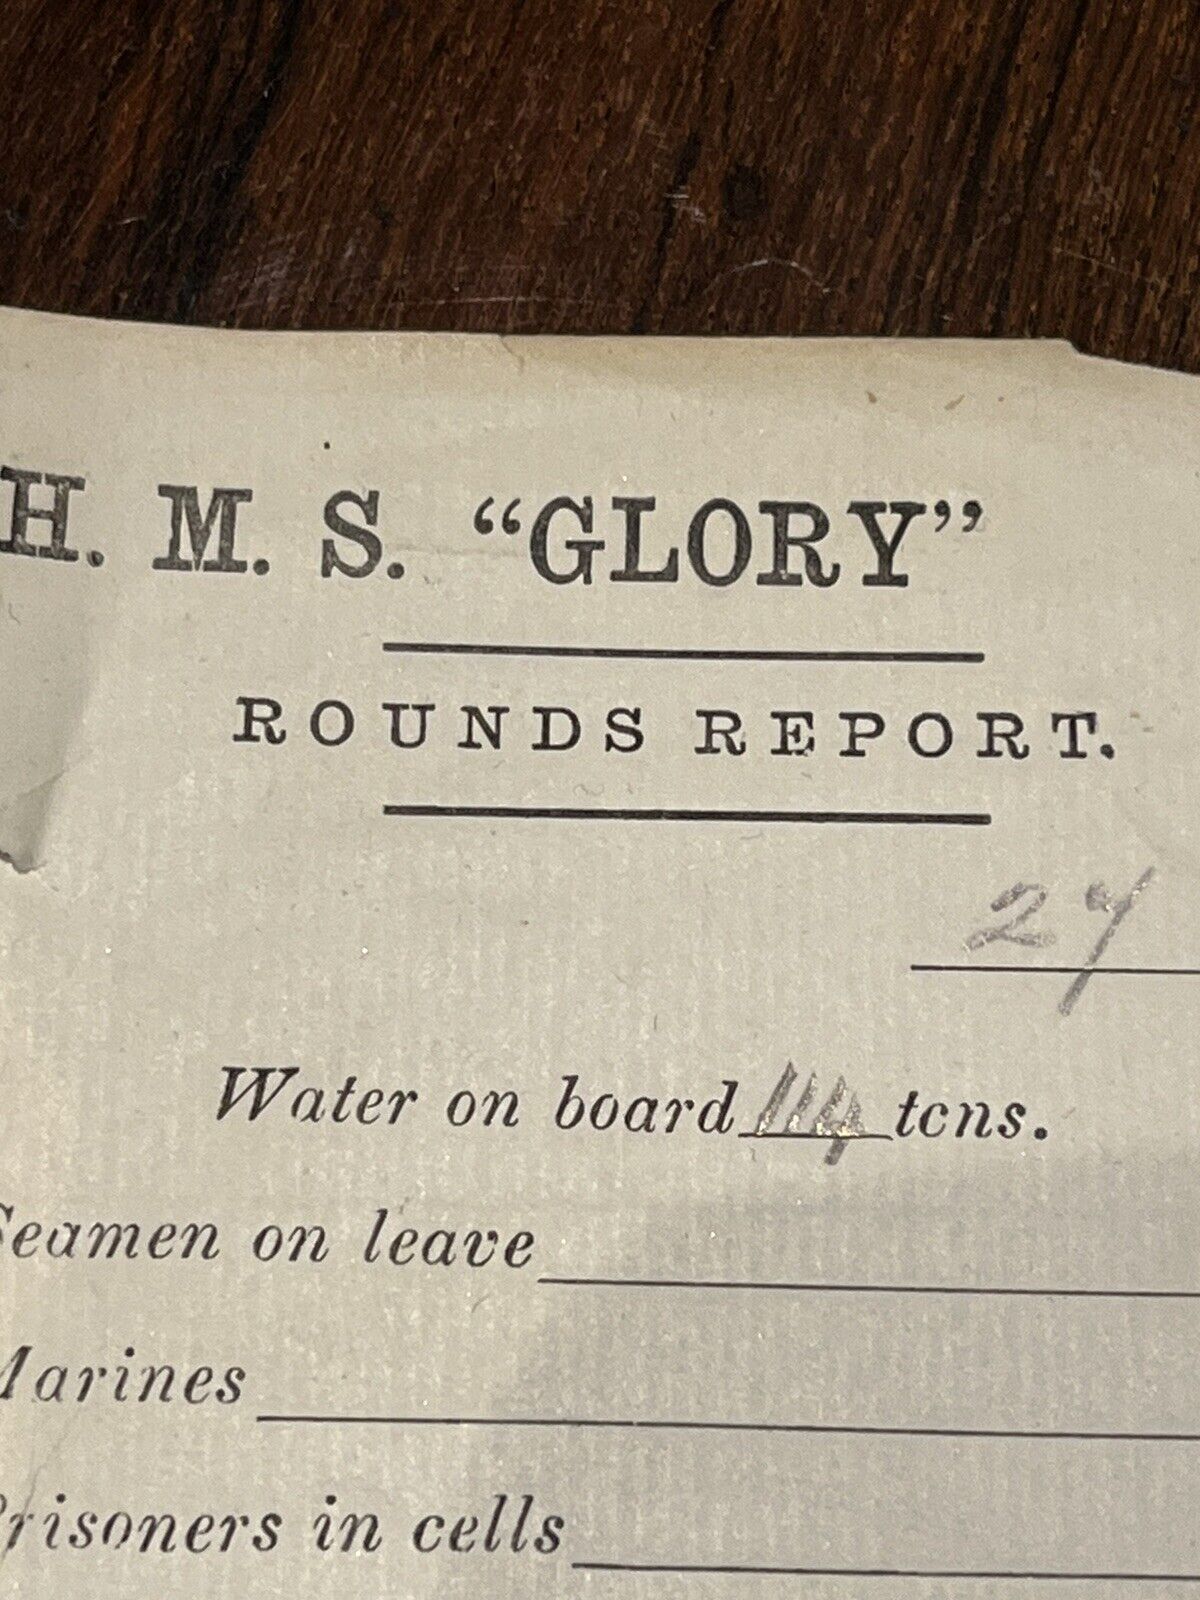 H. M. S. “GLORY”
ROUNDS REPORT.
27
Water on board 114 tons.
Seamen on leave
Marines
Prisoners in cells